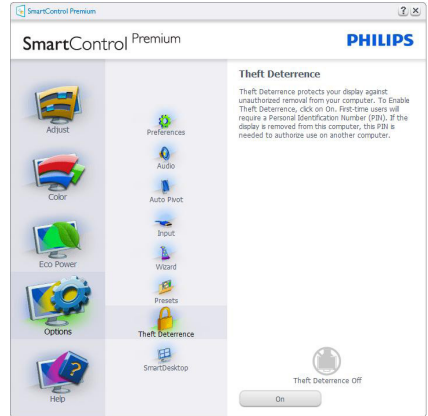 SmartControl Premium
SmartControl Premium
PHILIPS
Adjust
Color
Eco Power
Options
Help
Preferences
Audio
Auto Pivot
Input
Wizard
Presets
Theft Deterrence
SmartDesktop
Theft Deterrence
Theft Deterrence protects your display against
unauthorized removal from your computer. To Enable
Theft Deterrence, click on On. First-time users will
require a Personal Identification Number (PIN). If the
display is removed from this computer, this PIN is
needed to authorize use on another computer.
Theft Deterrence Off
On